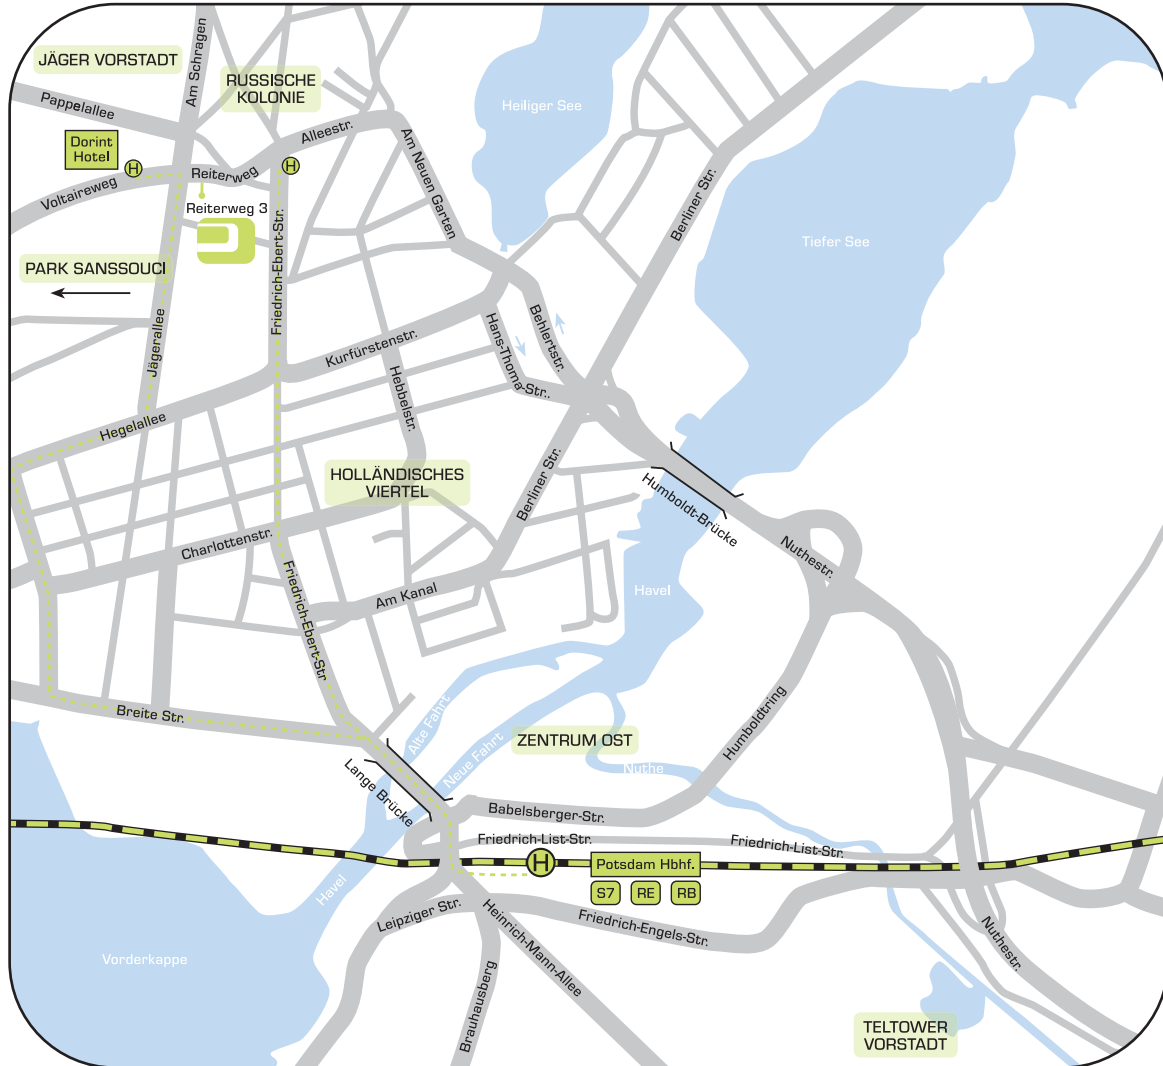 JÄGER VORSTADT
Am Schragen
RUSSISCHE
KOLONIE
Heiliger See
Pappelallee
Alleestr.
Dorint
Hotel
H
H
Reiterweg
Voltaireweg
Am Neuen Garten
Reiterweg 3
Berliner Str.
Tiefer See
PARK SANSSOUCI
Friedrich-Ebert-Str.
Jägerallee
Kurfürstenstr.
Hans-Thoma-Str..
Behlertstr.
Hebbelstr.
Hegelallee
HOLLÄNDISCHES
VIERTEL
Berliner Str.
Humboldt-Brücke
Charlottenstr.
Nuthestr.
Friedrich-Ebert-Str
Am Kanal
Havel
Breite Str.
Alte Fahrt
Neue Fahrt
ZENTRUM OST
Humboldtring
Nuthe
Lange Brücke
Babelsberger-Str.
Friedrich-List-Str.
Friedrich-List-Str.
H
Potsdam Hbhf.
S7
RE
RB
Havel
Leipziger Str.
Heinrich-Mann-Allee
Friedrich-Engels-Str.
Nuthestr.
Vorderkappe
Brauhausberg
TELTOWER
VORSTADT